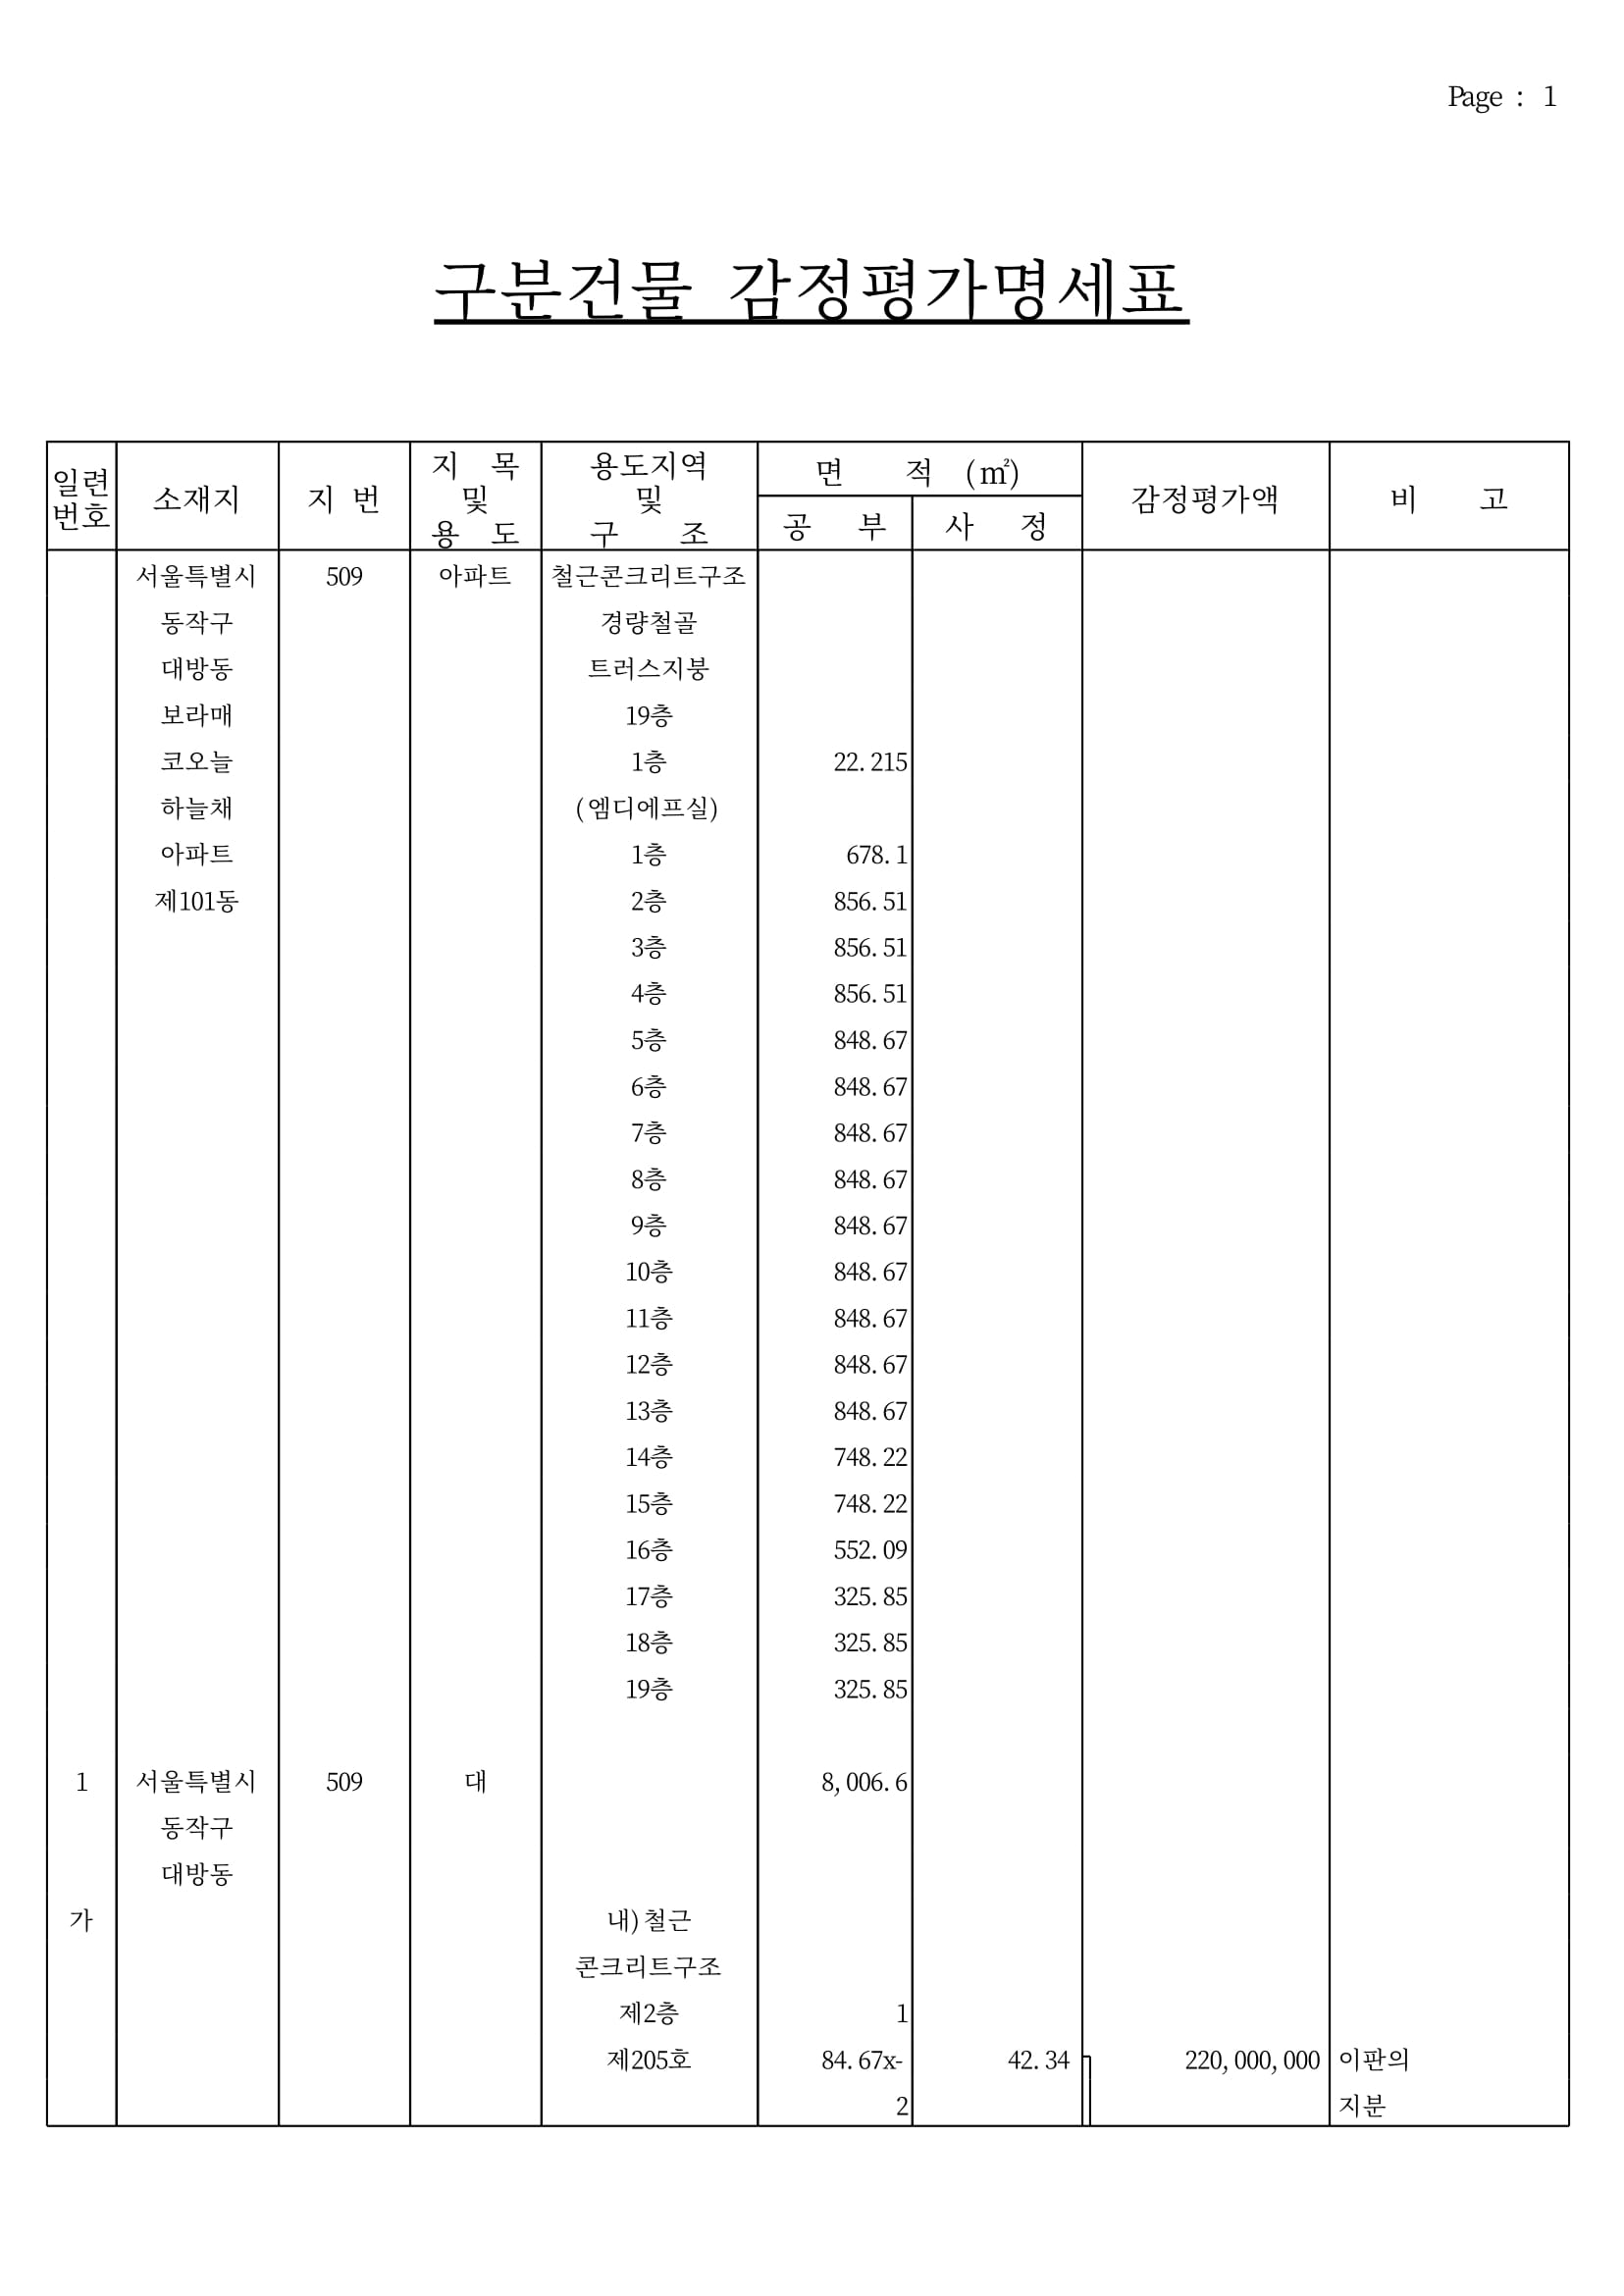 Page : 1
구분건물 감정평가명세표
일련 번호 소재지 지 번 지 목 및 용 도 용도지역 및 구 조 면 적 (㎡) 감정평가액 비 고
공 부 사 정
서울특별시 509 아파트 철근콘크리트구조
동작구 경량철골
대방동 트러스지붕
보라매 19층
코오늘 1층 22.215
하늘채 (엠디에프실)
아파트 1층 678.1
제101동 2층 856.51
3층 856.51
4층 856.51
5층 848.67
6층 848.67
7층 848.67
8층 848.67
9층 848.67
10층 848.67
11층 848.67
12층 848.67
13층 848.67
14층 748.22
15층 748.22
16층 552.09
17층 325.85
18층 325.85
19층 325.85
1 서울특별시 509 대 8,006.6
동작구
대방동
가 내)철근
콘크리트구조
제2층 1
제205호 84.67x- 42.34 220,000,000 이판의
2 지분